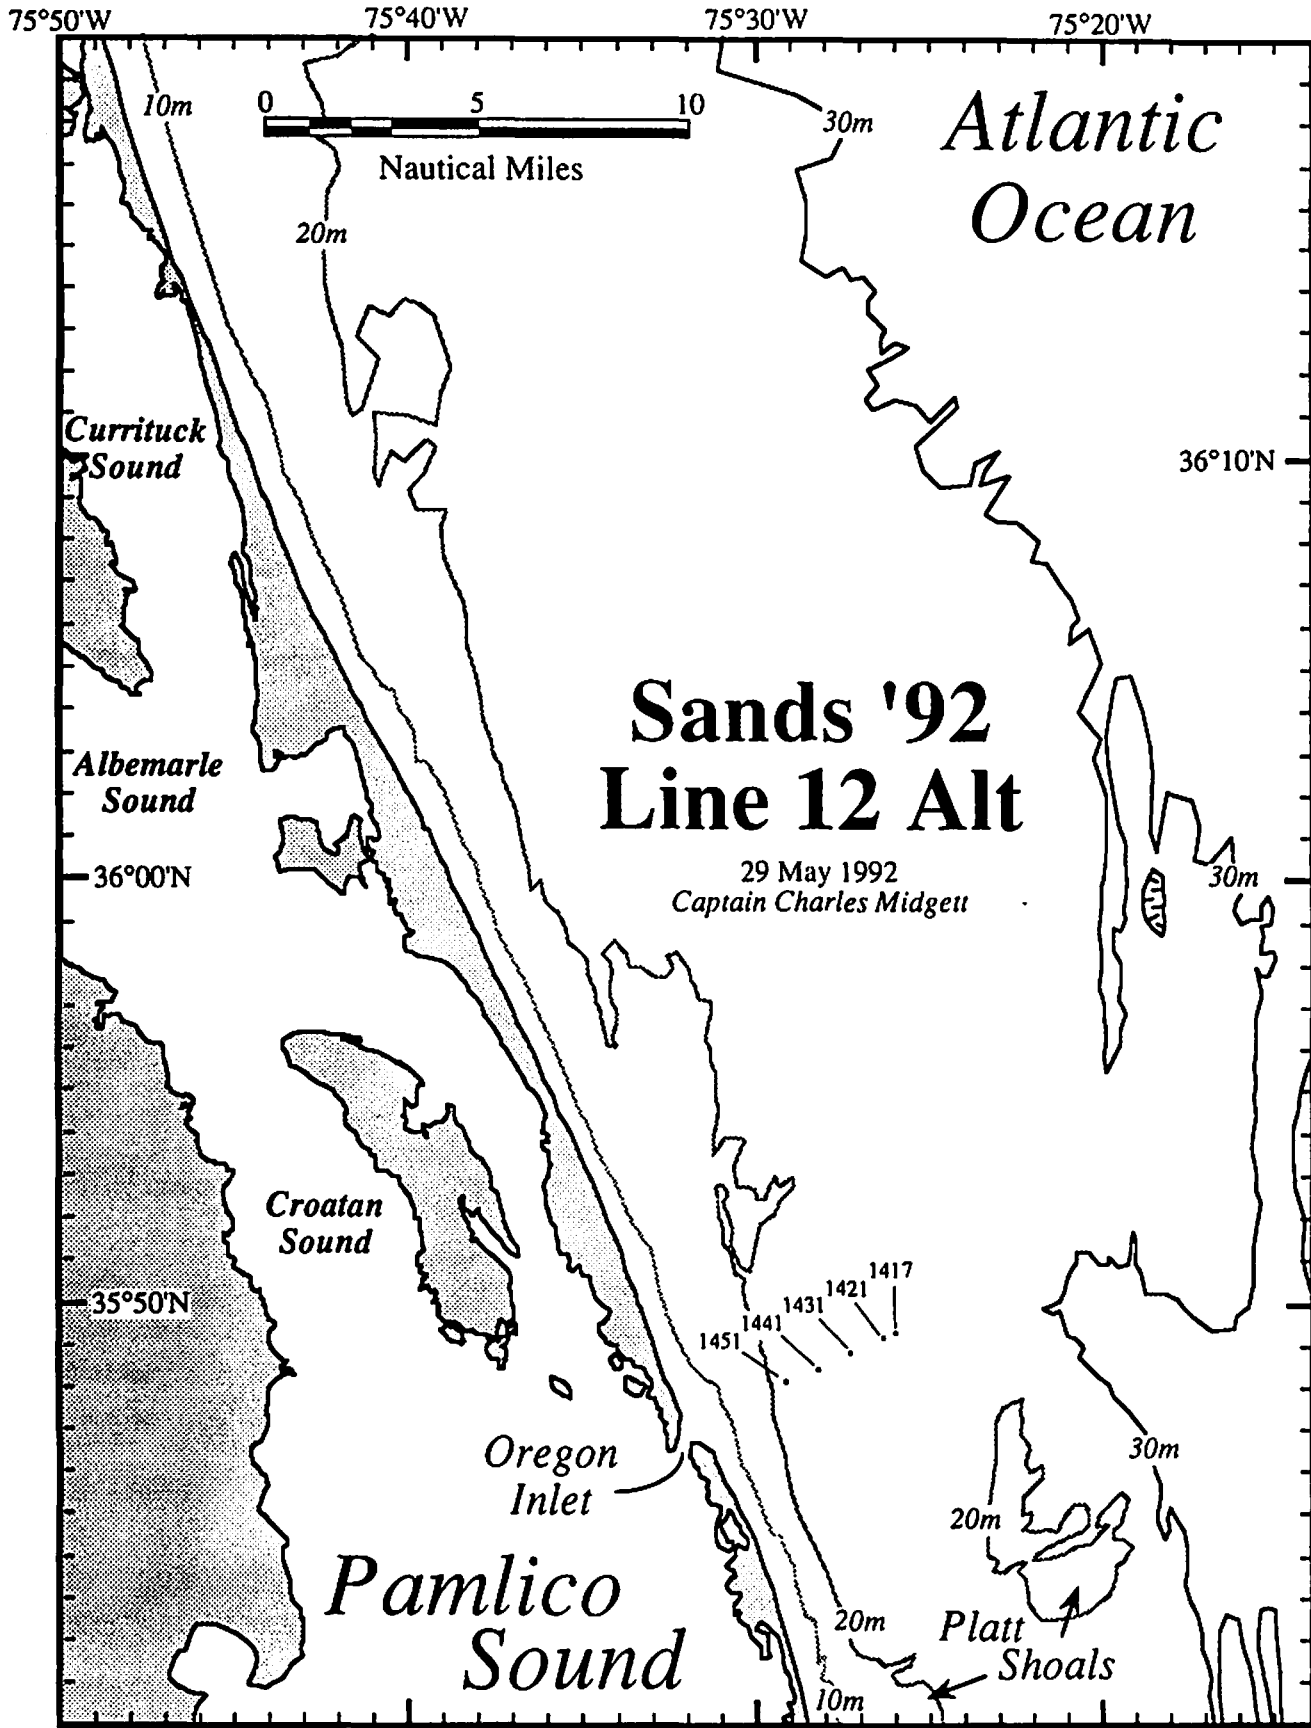 75°50'W
75°40'W
75°30'W
75°20'W
10m
0 5 10
Nautical Miles
20m
30m
Atlantic
Ocean
Currituck
Sound
36°10'N
Sands '92
Line 12 Alt
29 May 1992
Captain Charles Midgett
Albemarle
Sound
36°00'N
30m
Croatan
Sound
35°50'N
1417
1421
1431
1441
1451
Oregon
Inlet
30m
20m
Pamlico
Sound
20m
Platt
Shoals
10m